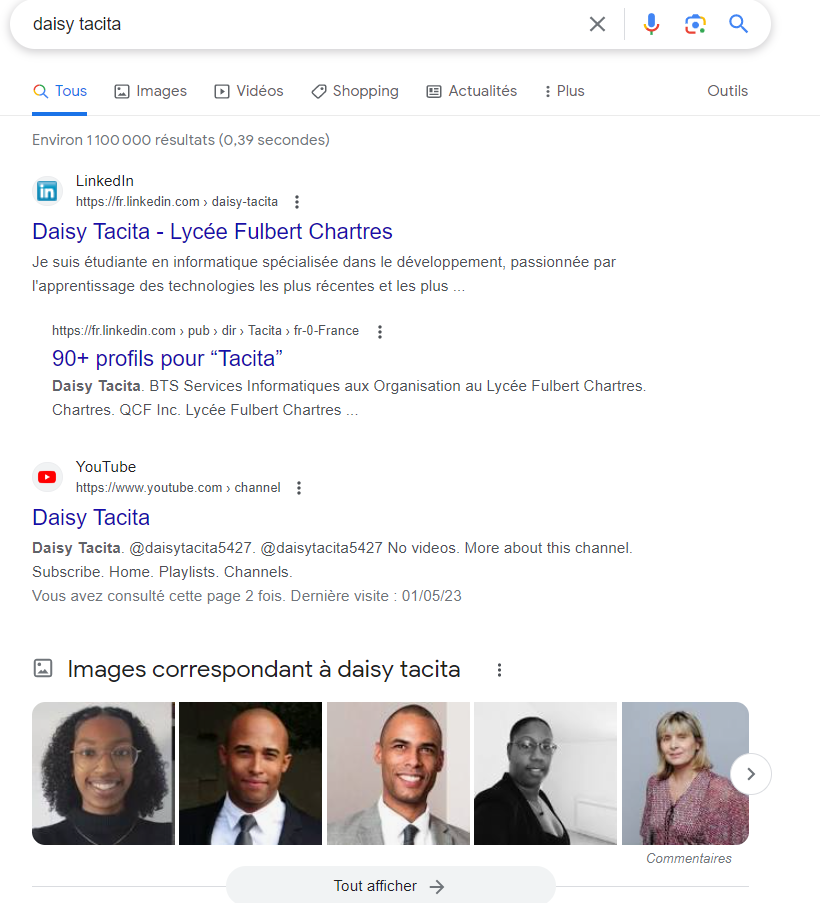 daisy tacita
Tous Images Vidéos Shopping Actualités Plus Outils
Environ 1 100 000 résultats (0,39 secondes)
LinkedIn
https://fr.linkedin.com › daisy-tacita
Daisy Tacita - Lycée Fulbert Chartres
Je suis étudiante en informatique spécialisée dans le développement, passionnée par
l'apprentissage des technologies les plus récentes et les plus ...
https://fr.linkedin.com › pub › dir › Tacita › fr-0-France
90+ profils pour “Tacita”
Daisy Tacita. BTS Services Informatiques aux Organisation au Lycée Fulbert Chartres.
Chartres. QCF Inc. Lycée Fulbert Chartres ...
YouTube
https://www.youtube.com › channel
Daisy Tacita
Daisy Tacita. @daisytacita5427. @daisytacita5427 No videos. More about this channel.
Subscribe. Home. Playlists. Channels.
Vous avez consulté cette page 2 fois. Dernière visite : 01/05/23
Images correspondant à daisy tacita
Commentaires
Tout afficher